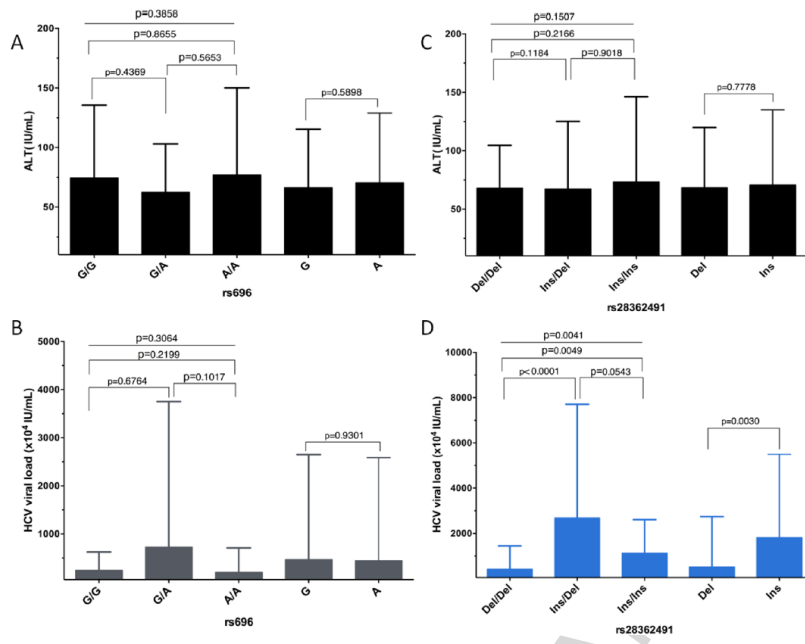 A
p=0.3858
p=0.8655
p=0.5653
p=0.4369
p=0.5898
ALT( IU/mL)
200
150
100
50
G/G
G/A
A/A
G
A
rs696
C
p=0.1507
p=0.2166
p=0.1184
p=0.9018
p=0.7778
ALT( IU/mL)
200
150
100
50
Del/Del
Ins/Del
Ins/Ins
Del
Ins
rs28362491
B
p=0.3064
p=0.2199
p=0.6764
p=0.1017
p=0.9301
HCV viral load (x10⁴ IU/mL)
5000
4000
3000
2000
1000
G/G
G/A
A/A
G
A
rs696
D
p=0.0041
p=0.0049
p<0.0001
p=0.0543
p=0.0030
HCV viral load (x10⁴ IU/mL)
10000
8000
6000
4000
2000
Del/Del
Ins/Del
Ins/Ins
Del
Ins
rs28362491